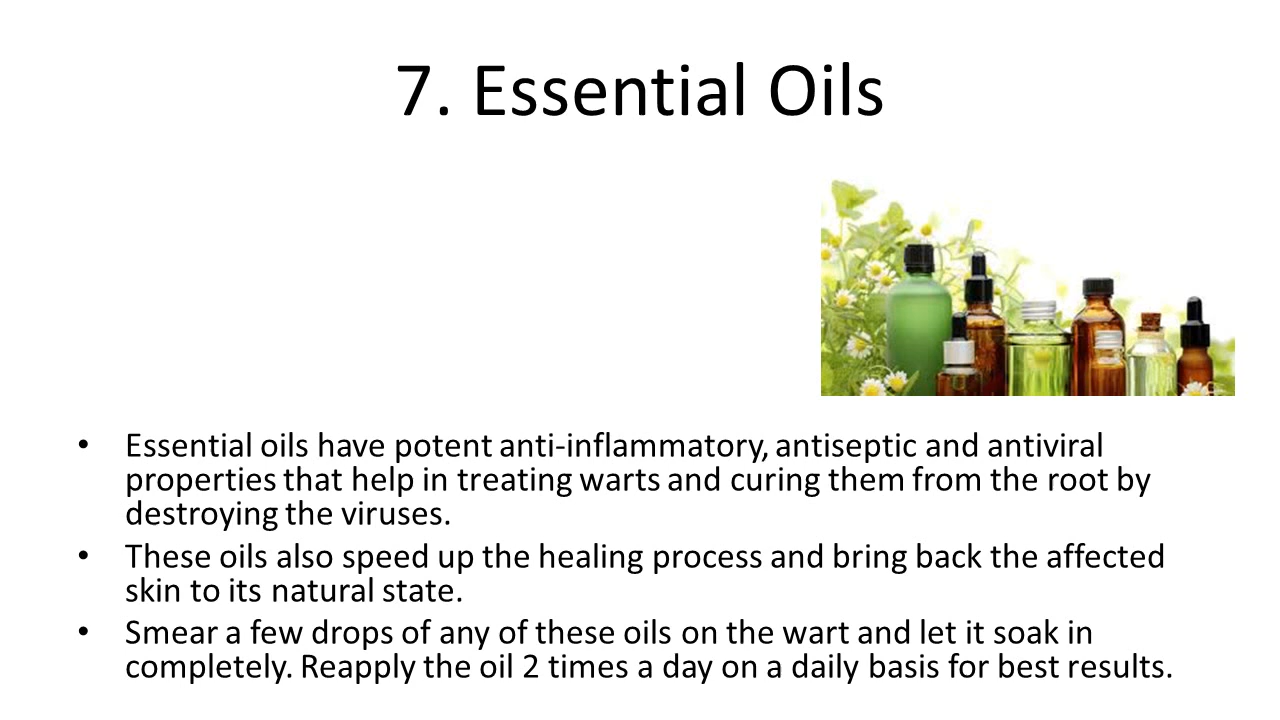 7. Essential Oils
• Essential oils have potent anti-inflammatory, antiseptic and antiviral
properties that help in treating warts and curing them from the root by
destroying the viruses.
• These oils also speed up the healing process and bring back the affected
skin to its natural state.
• Smear a few drops of any of these oils on the wart and let it soak in
completely. Reapply the oil 2 times a day on a daily basis for best results.